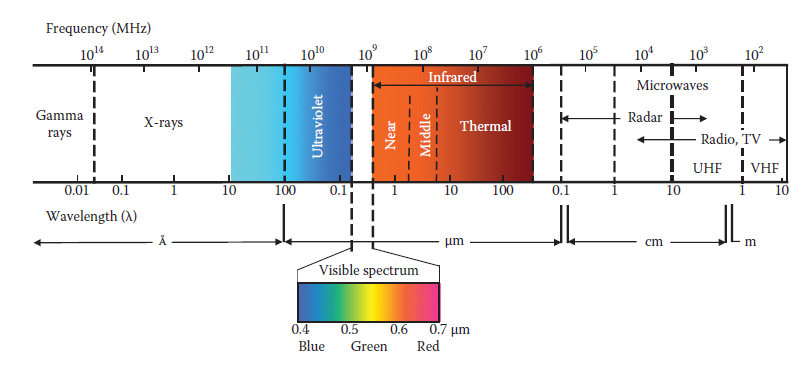 Frequency (MHz)
10¹⁴ 10¹³ 10¹² 10¹¹ 10¹⁰ 10⁹ 10⁸ 10⁷ 10⁶ 10⁵ 10⁴ 10³ 10²
Infrared
Microwaves
Gamma
rays
X-rays
Ultraviolet
Near
Middle
Thermal
Radar
Radio, TV
UHF VHF
0.01 0.1 1 10 100 0.1 1 10 100 0.1 1 10 1 10
Wavelength (λ)
Å μm cm m
Visible spectrum
0.4 0.5 0.6 0.7 μm
Blue Green Red